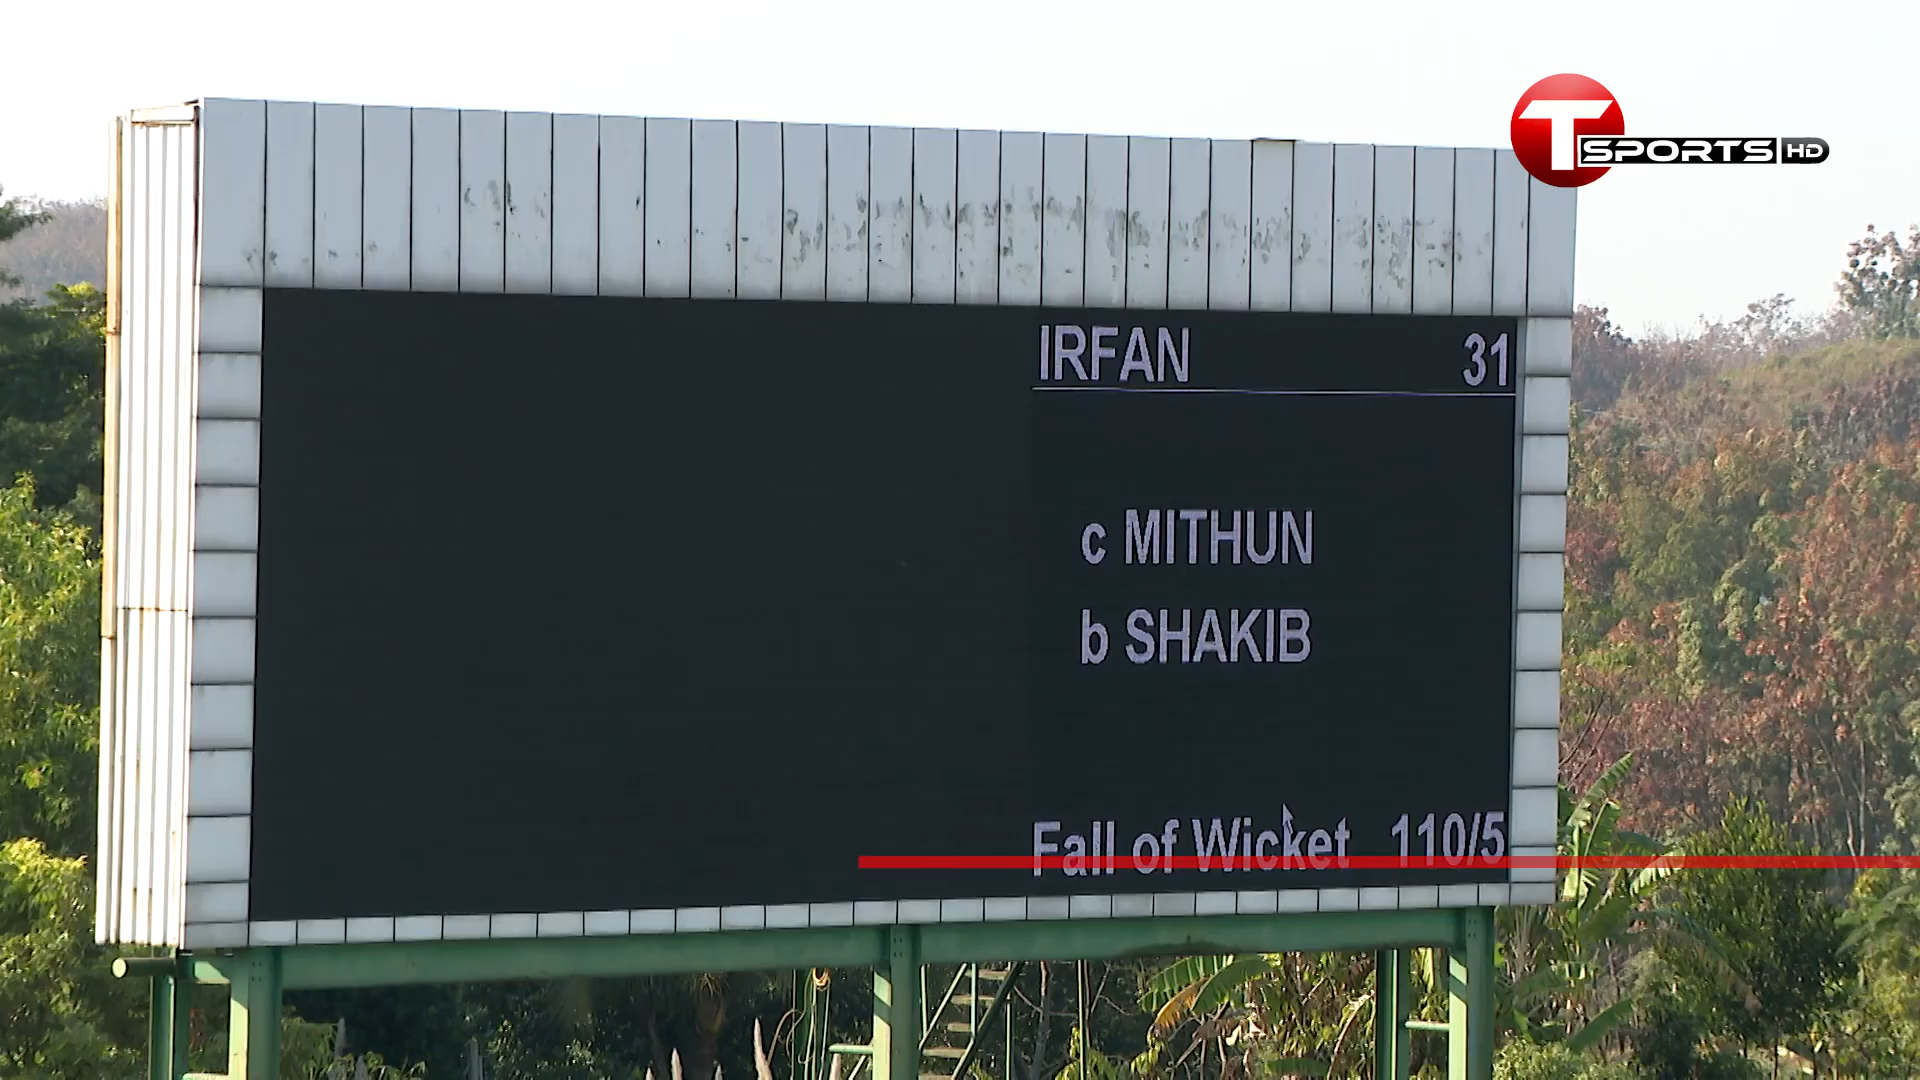 T SPORTS HD
IRFAN 31
c MITHUN
b SHAKIB
Fall of Wicket 110/5